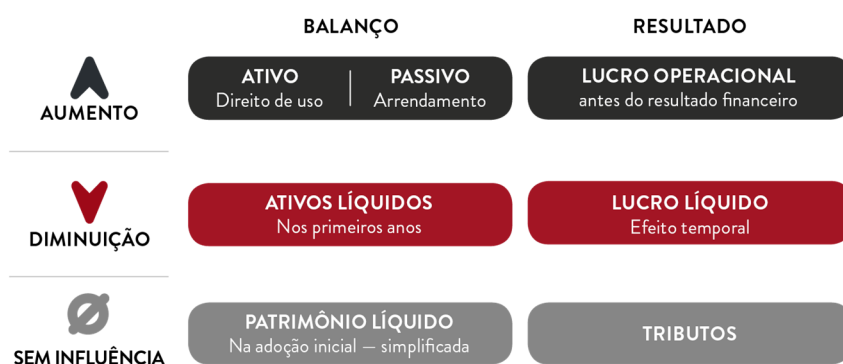 BALANÇO
RESULTADO
AUMENTO
ATIVO
Direito de uso
PASSIVO
Arrendamento
LUCRO OPERACIONAL
antes do resultado financeiro
DIMINUIÇÃO
ATIVOS LÍQUIDOS
Nos primeiros anos
LUCRO LÍQUIDO
Efeito temporal
SEM INFLUÊNCIA
PATRIMÔNIO LÍQUIDO
Na adoção inicial — simplificada
TRIBUTOS